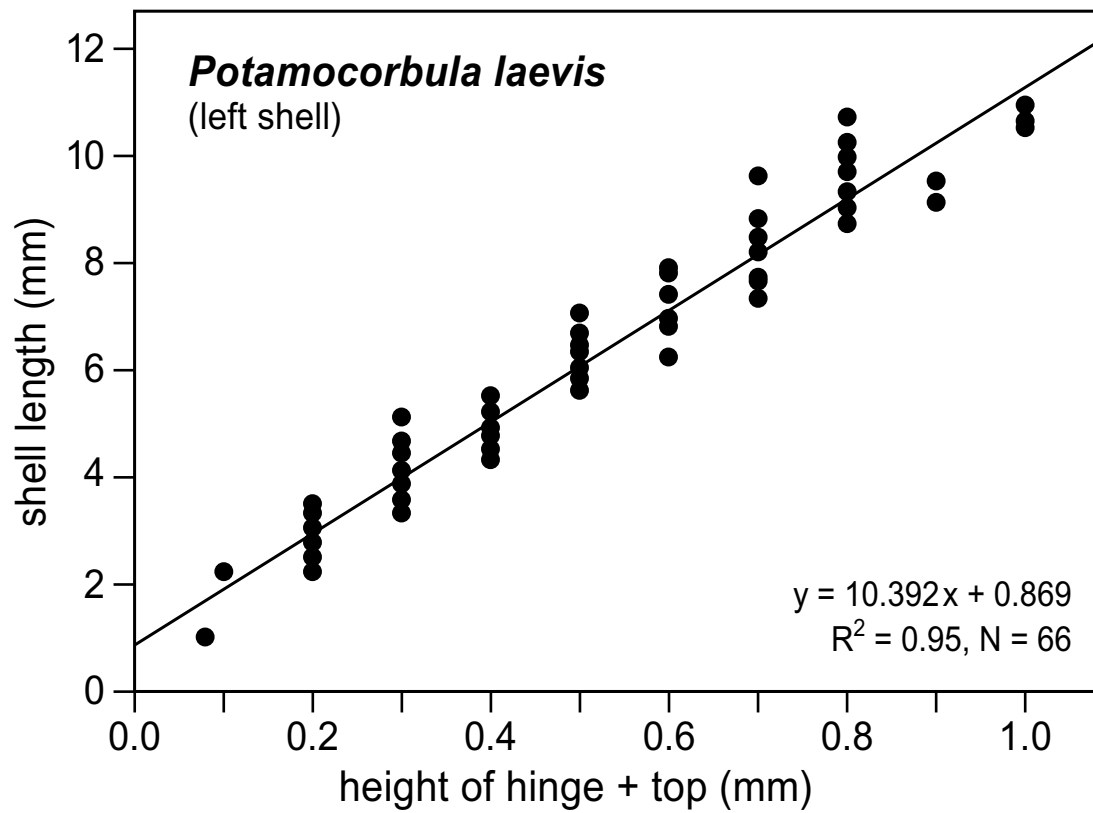 Potamocorbula laevis
(left shell)
12
10
8
6
4
2
0
shell length (mm)
y = 10.392x + 0.869
R² = 0.95, N = 66
0.0 0.2 0.4 0.6 0.8 1.0
height of hinge + top (mm)